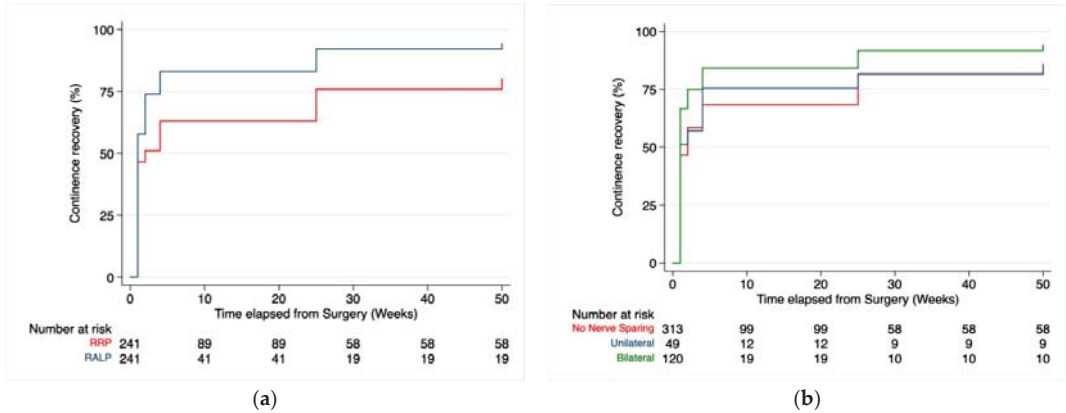 100
75
50
25
0
Continence recovery (%)
0 10 20 30 40 50
Time elapsed from Surgery (Weeks)
Number at risk
RRP 241 89 89 58 58 58
RALP 241 41 41 19 19 19
(a)
100
75
50
25
0
Continence recovery (%)
0 10 20 30 40 50
Time elapsed from Surgery (Weeks)
Number at risk
No Nerve Sparing 313 99 99 58 58 58
Unilateral 49 12 12 9 9 9
Bilateral 120 19 19 10 10 10
(b)